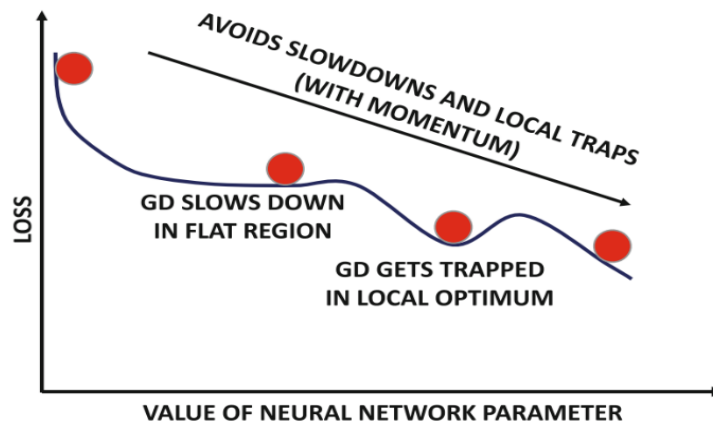 AVOIDS SLOWDOWNS AND LOCAL TRAPS
(WITH MOMENTUM)
GD SLOWS DOWN
IN FLAT REGION
GD GETS TRAPPED
IN LOCAL OPTIMUM
LOSS
VALUE OF NEURAL NETWORK PARAMETER